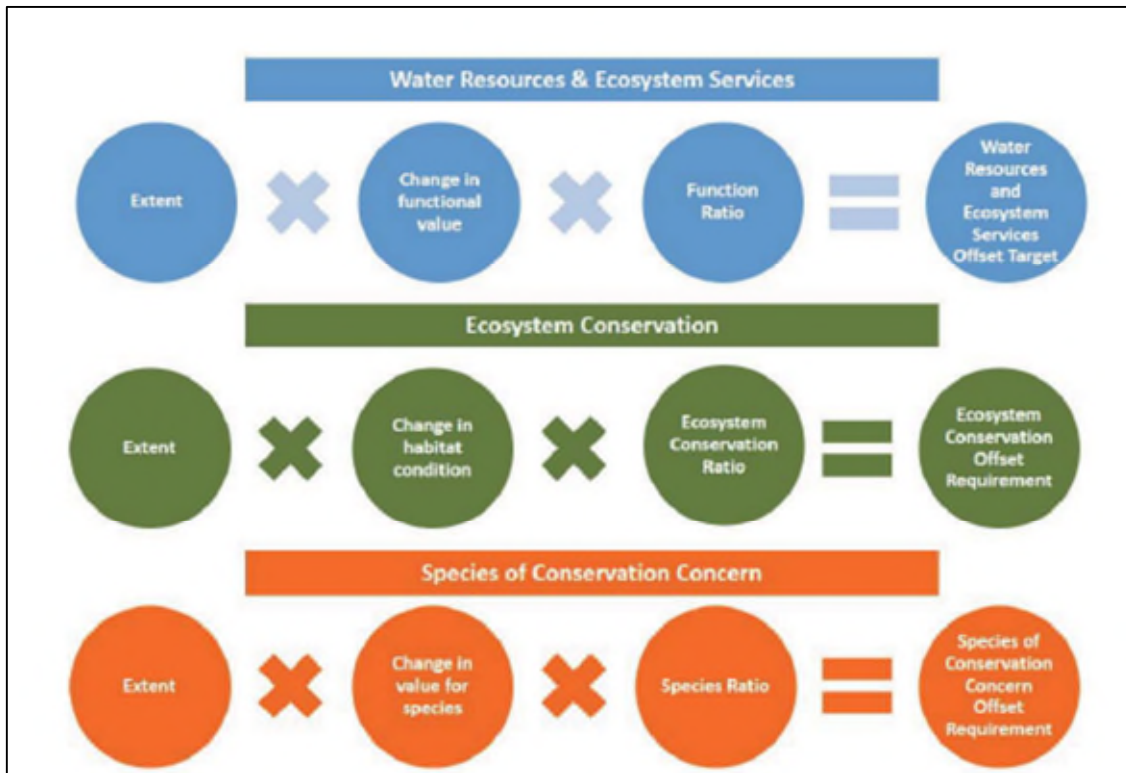 Water Resources & Ecosystem Services
Extent
Change in
functional
value
Function
Ratio
Water
Resources
and
Ecosystem
Services
Offset Target
Ecosystem Conservation
Extent
Change in
habitat
condition
Ecosystem
Conservation
Ratio
Ecosystem
Conservation
Offset
Requirement
Species of Conservation Concern
Extent
Change in
value for
species
Species Ratio
Species of
Conservation
Concern
Offset
Requirement